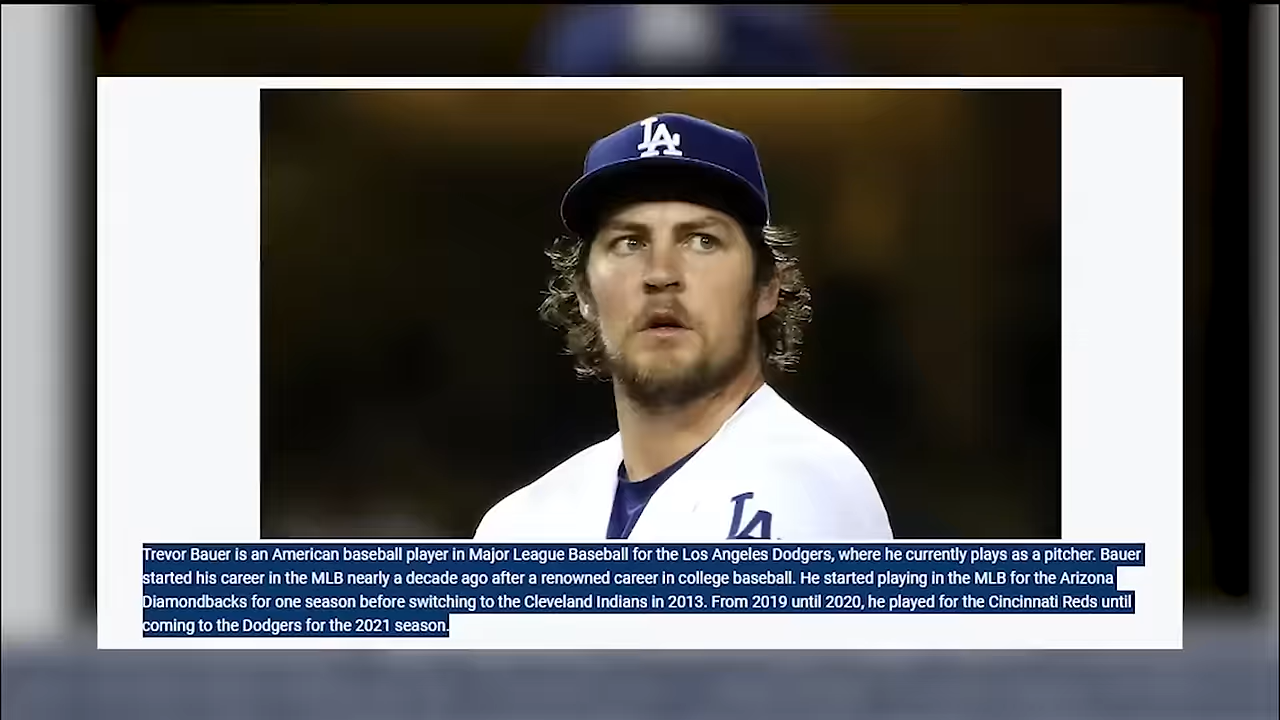 LA
LA
Trevor Bauer is an American baseball player in Major League Baseball for the Los Angeles Dodgers, where he currently plays as a pitcher. Bauer
started his career in the MLB nearly a decade ago after a renowned career in college baseball. He started playing in the MLB for the Arizona
Diamondbacks for one season before switching to the Cleveland Indians in 2013. From 2019 until 2020, he played for the Cincinnati Reds until
coming to the Dodgers for the 2021 season.